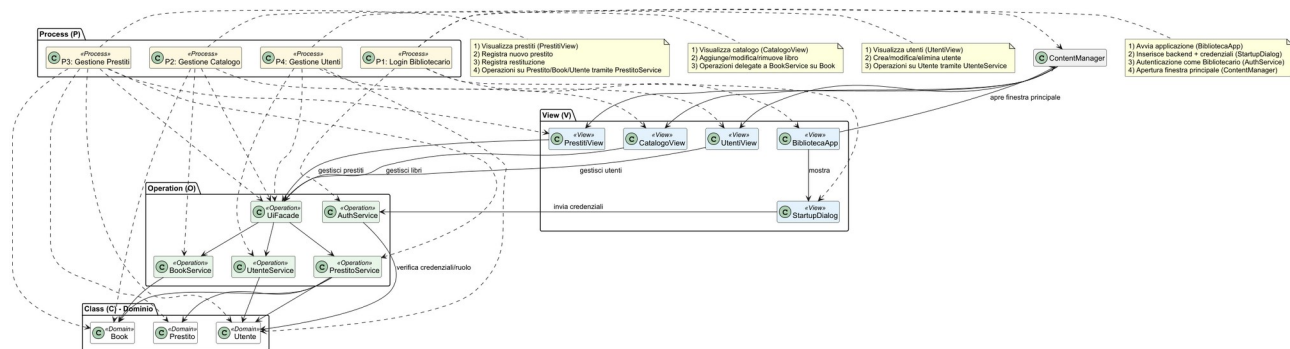 Process (P)
C «Process» P3: Gestione Prestiti
C «Process» P2: Gestione Catalogo
C «Process» P4: Gestione Utenti
C «Process» P1: Login Bibliotecario
1) Visualizza prestiti (PrestitiView)
2) Registra nuovo prestito
3) Registra restituzione
4) Operazioni su Prestito/Book/Utente tramite PrestitoService
1) Visualizza catalogo (CatalogoView)
2) Aggiunge/modifica/rimuove libro
3) Operazioni delegate a BookService su Book
1) Visualizza utenti (UtentiView)
2) Crea/modifica/elimina utente
3) Operazioni su Utente tramite UtenteService
C ContentManager
1) Avvia applicazione (BibliotecaApp)
2) Inserisce backend + credenziali (StartupDialog)
3) Autenticazione come Bibliotecario (AuthService)
4) Apertura finestra principale (ContentManager)
apre finestra principale
View (V)
C «View» PrestitiView
C «View» CatalogoView
C «View» UtentiView
C «View» BibliotecaApp
gestisci prestiti
gestisci libri
gestisci utenti
mostra
Operation (O)
C «Operation» UiFacade
C «Operation» AuthService
invia credenziali
C «View» StartupDialog
C «Operation» BookService
C «Operation» UtenteService
C «Operation» PrestitoService
verifica credenziali/ruolo
Class (C) - Dominio
C «Domain» Book
C «Domain» Prestito
C «Domain» Utente